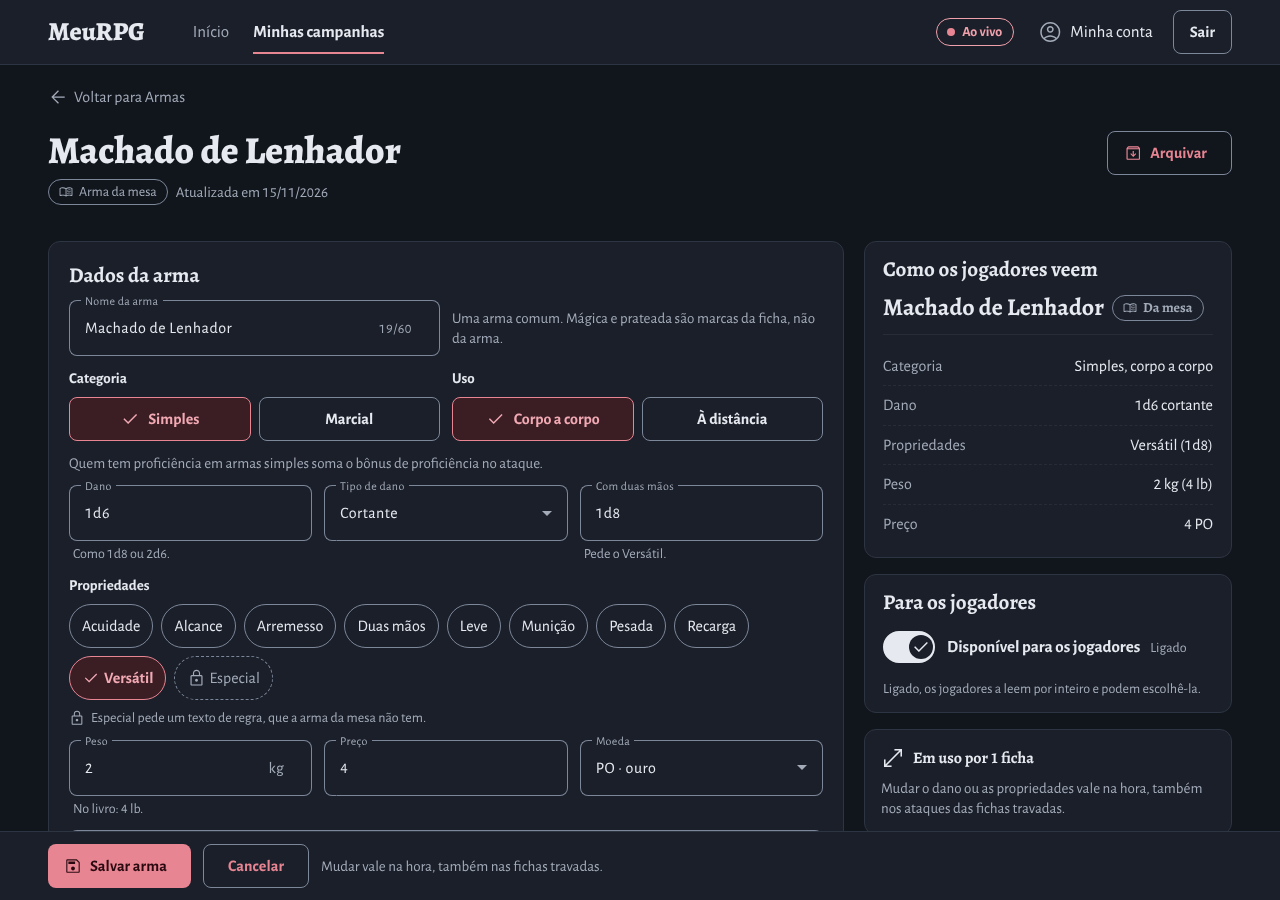 MeuRPG
Início
Minhas campanhas
Ao vivo
Minha conta
Sair
Voltar para Armas
Machado de Lenhador
Arquivar
Arma da mesa
Atualizada em 15/11/2026
Dados da arma
Nome da arma
Machado de Lenhador
19/60
Uma arma comum. Mágica e prateada são marcas da ficha, não
da arma.
Categoria
Uso
Simples
Marcial
Corpo a corpo
À distância
Quem tem proficiência em armas simples soma o bônus de proficiência no ataque.
Dano
1d6
Tipo de dano
Cortante
Com duas mãos
1d8
Como 1d8 ou 2d6.
Pede o Versátil.
Propriedades
Acuidade
Alcance
Arremesso
Duas mãos
Leve
Munição
Pesada
Recarga
Versátil
Especial
Especial pede um texto de regra, que a arma da mesa não tem.
Peso
2
kg
Preço
4
Moeda
PO · ouro
No livro: 4 lb.
Como os jogadores veem
Machado de Lenhador
Da mesa
Categoria
Simples, corpo a corpo
Dano
1d6 cortante
Propriedades
Versátil (1d8)
Peso
2 kg (4 lb)
Preço
4 PO
Para os jogadores
Disponível para os jogadores
Ligado
Ligado, os jogadores a leem por inteiro e podem escolhê-la.
Em uso por 1 ficha
Mudar o dano ou as propriedades vale na hora, também
nos ataques das fichas travadas.
Salvar arma
Cancelar
Mudar vale na hora, também nas fichas travadas.